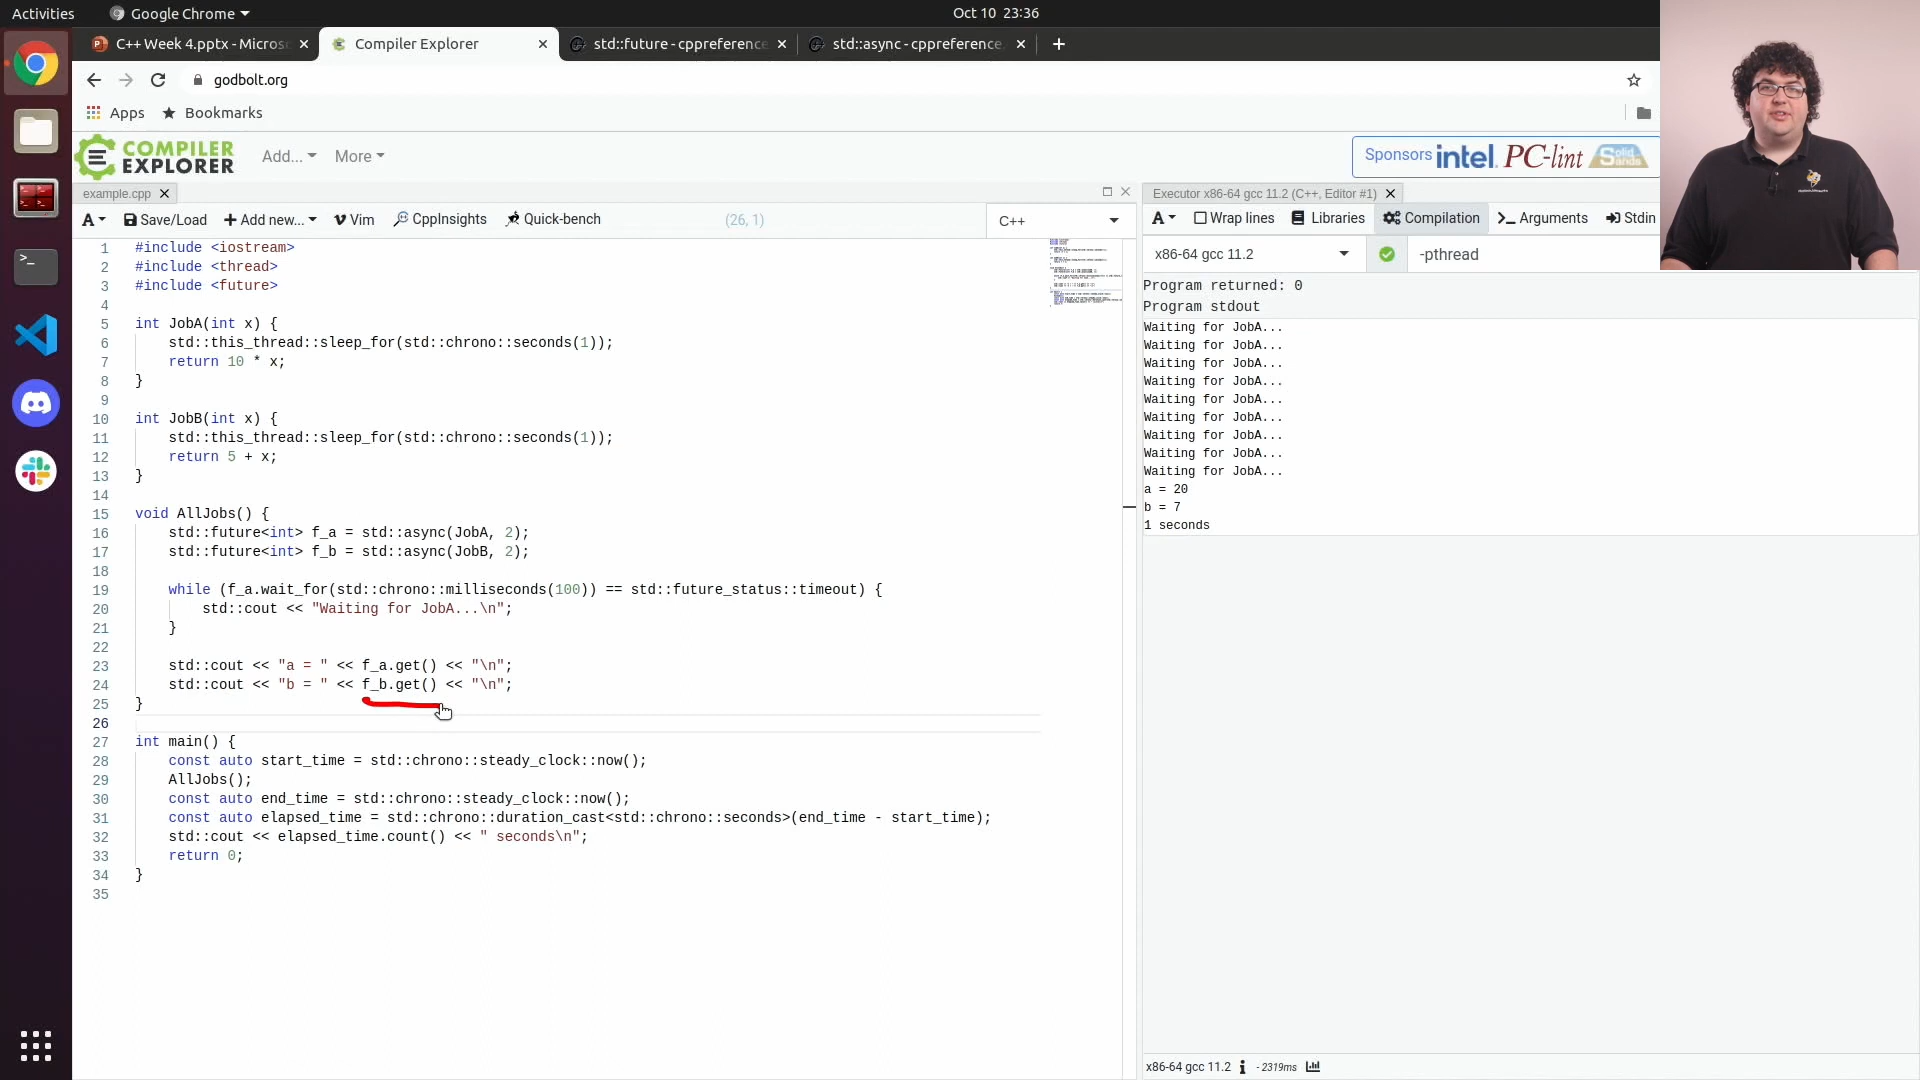 Activities
Google Chrome
Oct 10 23:36
C++ Week 4.pptx - Micros
Compiler Explorer
std::future - cppreference.
std::async - cppreference.
godbolt.org
Apps
Bookmarks
COMPILER
EXPLORER
Add...
More
Sponsors intel. PC-lint Solid Sands
example.cpp
A
Save/Load
Add new...
Vim
CppInsights
Quick-bench
(26, 1)
C++
1 #include <iostream>
2 #include <thread>
3 #include <future>
4
5 int JobA(int x) {
6 std::this_thread::sleep_for(std::chrono::seconds(1));
7 return 10 * x;
8 }
9
10 int JobB(int x) {
11 std::this_thread::sleep_for(std::chrono::seconds(1));
12 return 5 + x;
13 }
14
15 void AllJobs() {
16 std::future<int> f_a = std::async(JobA, 2);
17 std::future<int> f_b = std::async(JobB, 2);
18
19 while (f_a.wait_for(std::chrono::milliseconds(100)) == std::future_status::timeout) {
20 std::cout << "Waiting for JobA...\n";
21 }
22
23 std::cout << "a = " << f_a.get() << "\n";
24 std::cout << "b = " << f_b.get() << "\n";
25 }
26
27 int main() {
28 const auto start_time = std::chrono::steady_clock::now();
29 AllJobs();
30 const auto end_time = std::chrono::steady_clock::now();
31 const auto elapsed_time = std::chrono::duration_cast<std::chrono::seconds>(end_time - start_time);
32 std::cout << elapsed_time.count() << " seconds\n";
33 return 0;
34 }
35
Executor x86-64 gcc 11.2 (C++, Editor #1)
A
Wrap lines
Libraries
Compilation
Arguments
Stdin
x86-64 gcc 11.2
-pthread
Program returned: 0
Program stdout
Waiting for JobA...
Waiting for JobA...
Waiting for JobA...
Waiting for JobA...
Waiting for JobA...
Waiting for JobA...
Waiting for JobA...
Waiting for JobA...
Waiting for JobA...
a = 20
b = 7
1 seconds
x86-64 gcc 11.2
- 2319ms